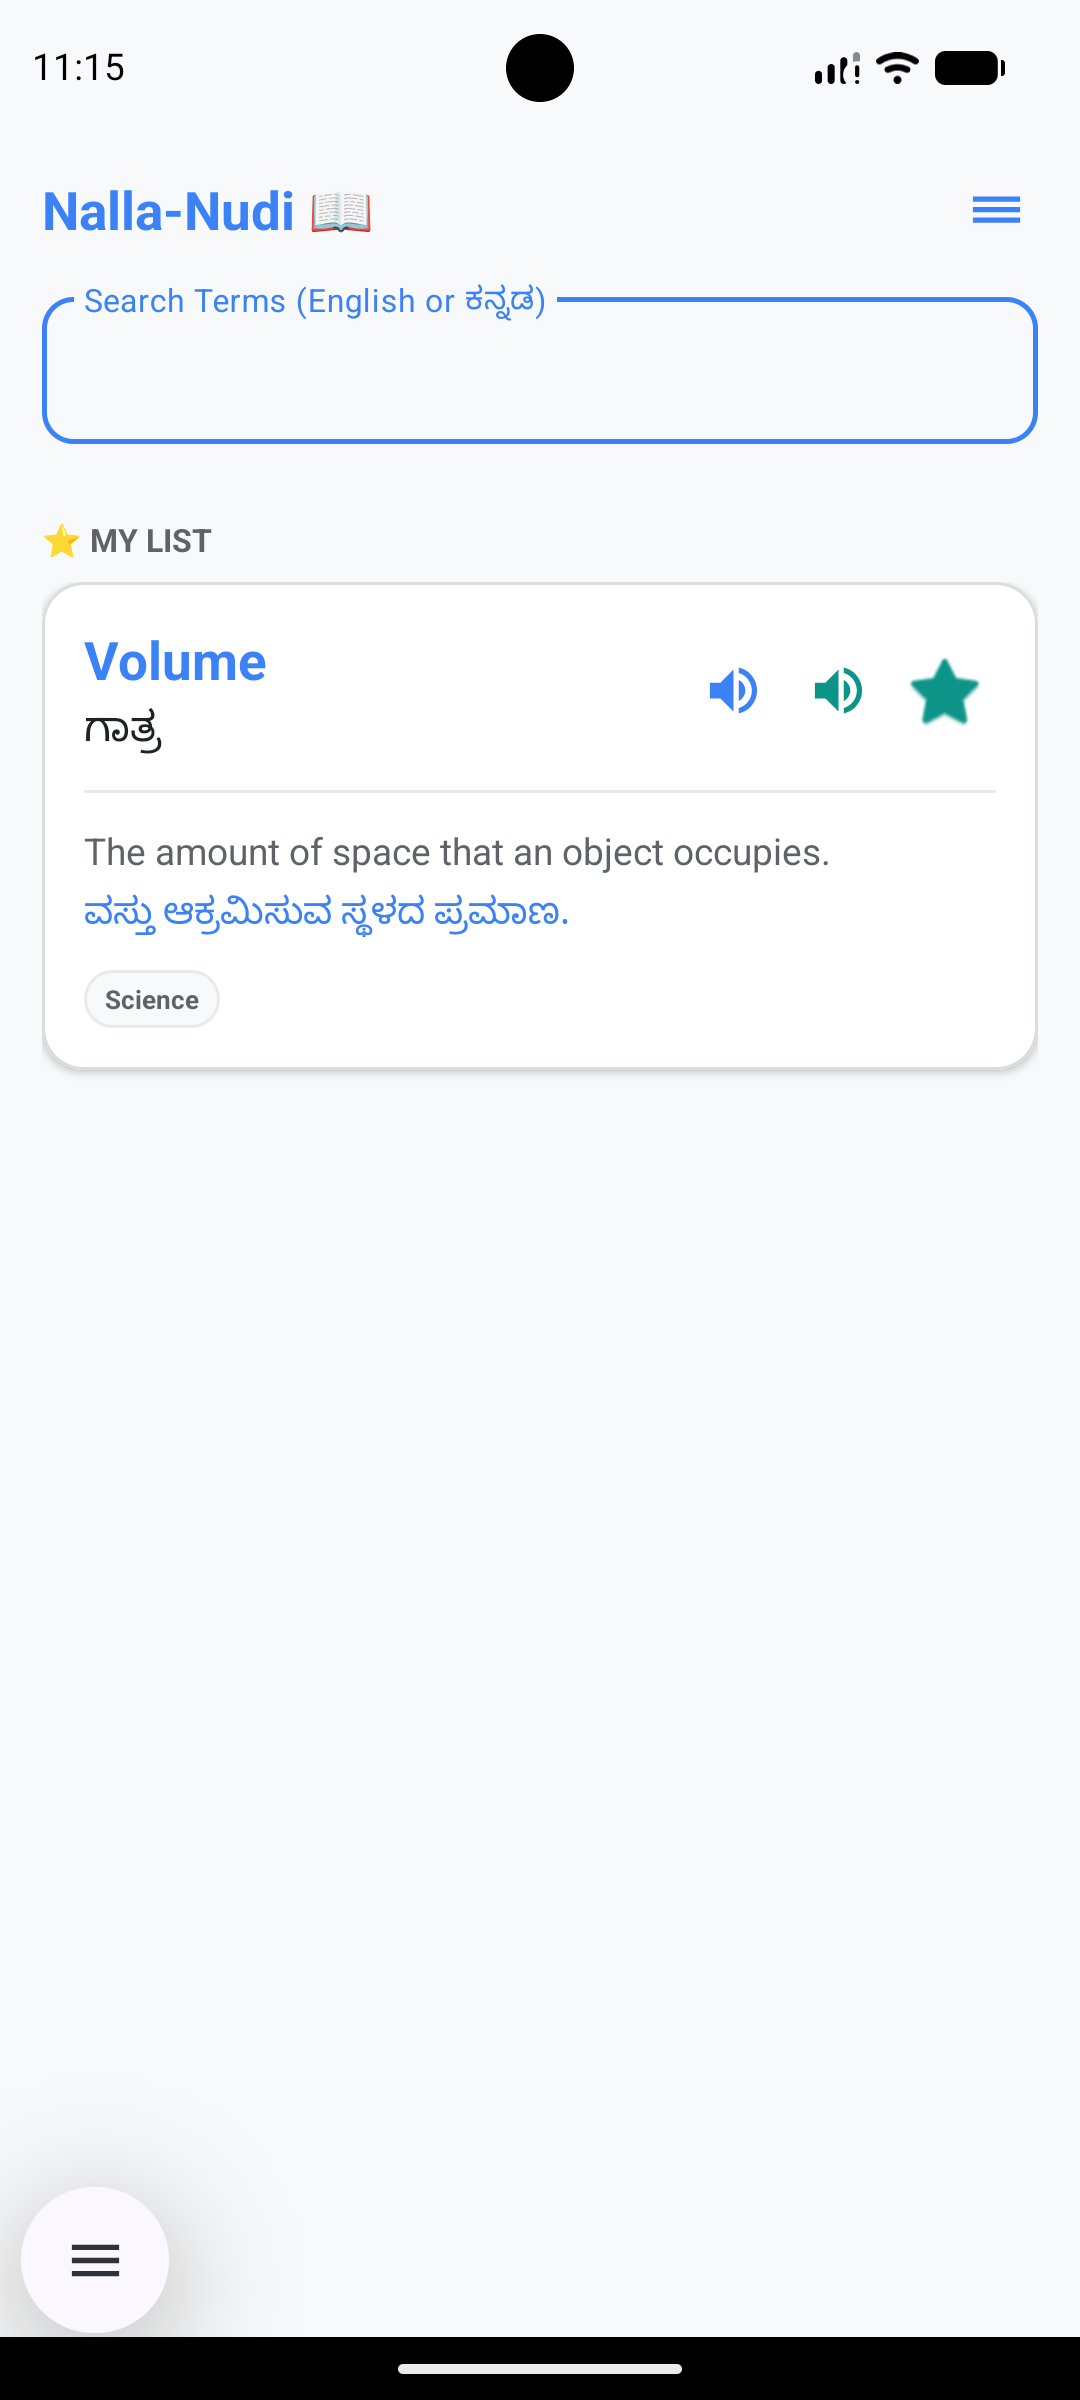 11:15
Nalla-Nudi 📖
Search Terms (English or ಕನ್ನಡ)
⭐ MY LIST
Volume
ಗಾತ್ರ
The amount of space that an object occupies.
ವಸ್ತು ಆಕ್ರಮಿಸುವ ಸ್ಥಳದ ಪ್ರಮಾಣ.
Science